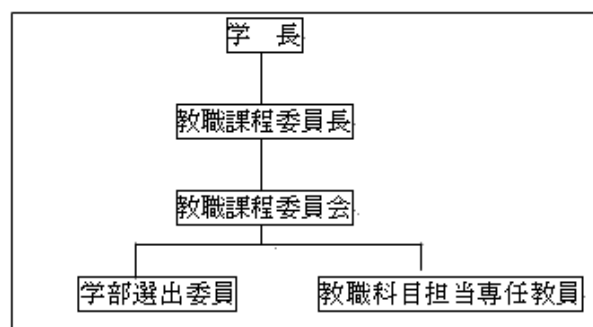 学　長
教職課程委員長
教職課程委員会
学部選出委員
教職科目担当専任教員